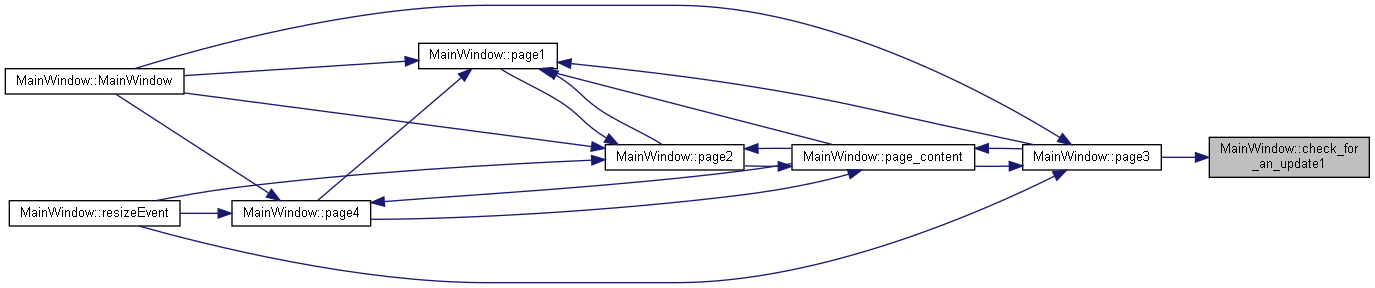 MainWindow::page1
MainWindow::MainWindow
MainWindow::page2
MainWindow::page_content
MainWindow::page3
MainWindow::check_for
_an_update1
MainWindow::resizeEvent
MainWindow::page4